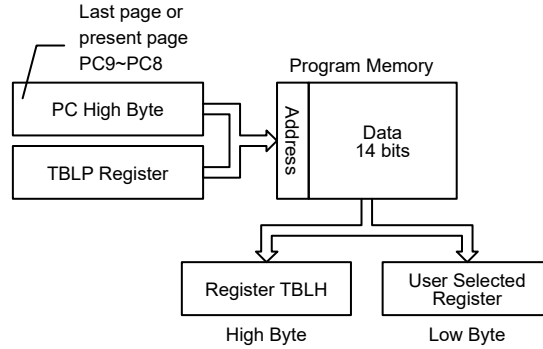 Last page or
present page
PC9~PC8
Program Memory
PC High Byte
Address
Data
14 bits
TBLP Register
Register TBLH
User Selected
Register
High Byte
Low Byte